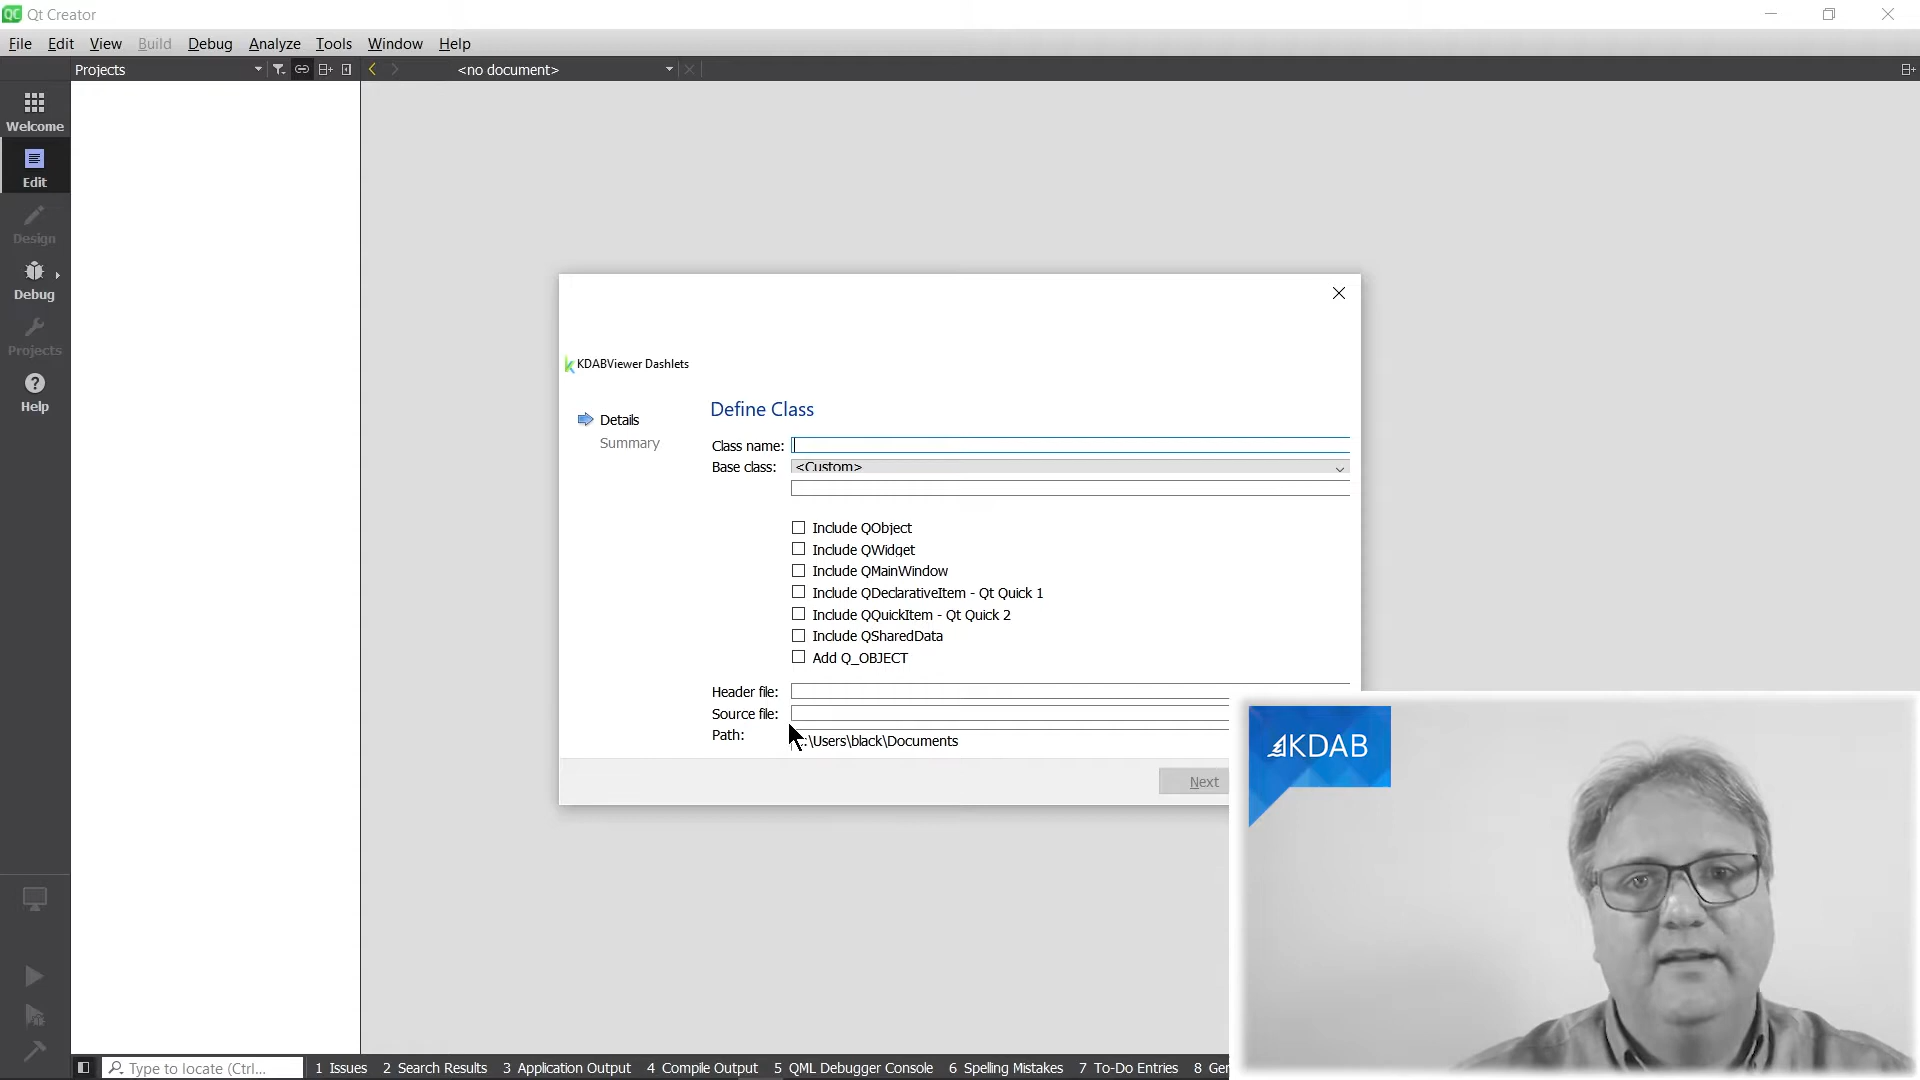 Qt Creator
File Edit View Build Debug Analyze Tools Window Help
Projects <no document>
Welcome
Edit
Design
Debug
Projects
Help
KDABViewer Dashlets
Details
Summary
Define Class
Class name:
Base class: <Custom>
Include QObject
Include QWidget
Include QMainWindow
Include QDeclarativeItem - Qt Quick 1
Include QQuickItem - Qt Quick 2
Include QSharedData
Add Q_OBJECT
Header file:
Source file:
Path: :\Users\black\Documents
Next
KDAB
Type to locate (Ctrl... 1 Issues 2 Search Results 3 Application Output 4 Compile Output 5 QML Debugger Console 6 Spelling Mistakes 7 To-Do Entries 8